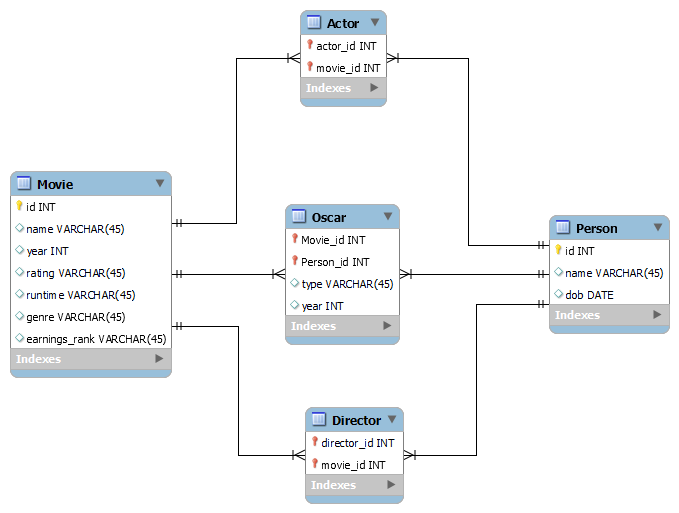 Actor
actor_id INT
movie_id INT
Indexes
Movie
id INT
name VARCHAR(45)
year INT
rating VARCHAR(45)
runtime VARCHAR(45)
genre VARCHAR(45)
earnings_rank VARCHAR(45)
Indexes
Oscar
Movie_id INT
Person_id INT
type VARCHAR(45)
year INT
Indexes
Person
id INT
name VARCHAR(45)
dob DATE
Indexes
Director
director_id INT
movie_id INT
Indexes